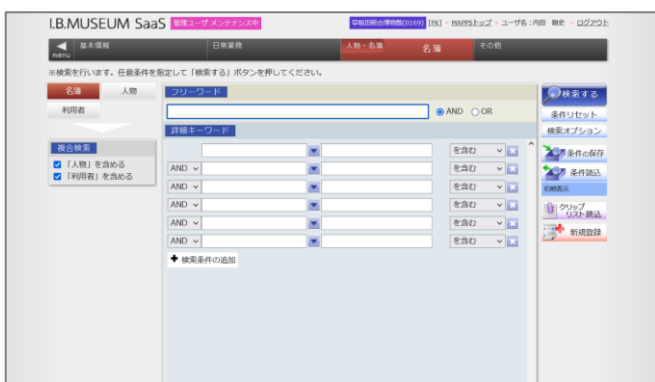 I.B.MUSEUM SaaS 管理ユーザ メンテナンス中 早稲田総合博物館(0169) [FK] ・ MAPPSトップ ・ ユーザ名:内田 剛史 ・ ログアウト
menu 基本情報 日常業務 人物・名簿 名簿 その他
※検索を行います。任意条件を指定して「検索する」ボタンを押してください。
名簿 人物
利用者
複合検索
「人物」を含める
「利用者」を含める
フリーワード
AND OR
詳細キーワード
を含む
AND を含む
AND を含む
AND を含む
AND を含む
AND を含む
検索条件の追加
検索する
条件リセット
検索オプション
条件の保存
条件読込
初期表示
クリップ
リスト読込
新規登録